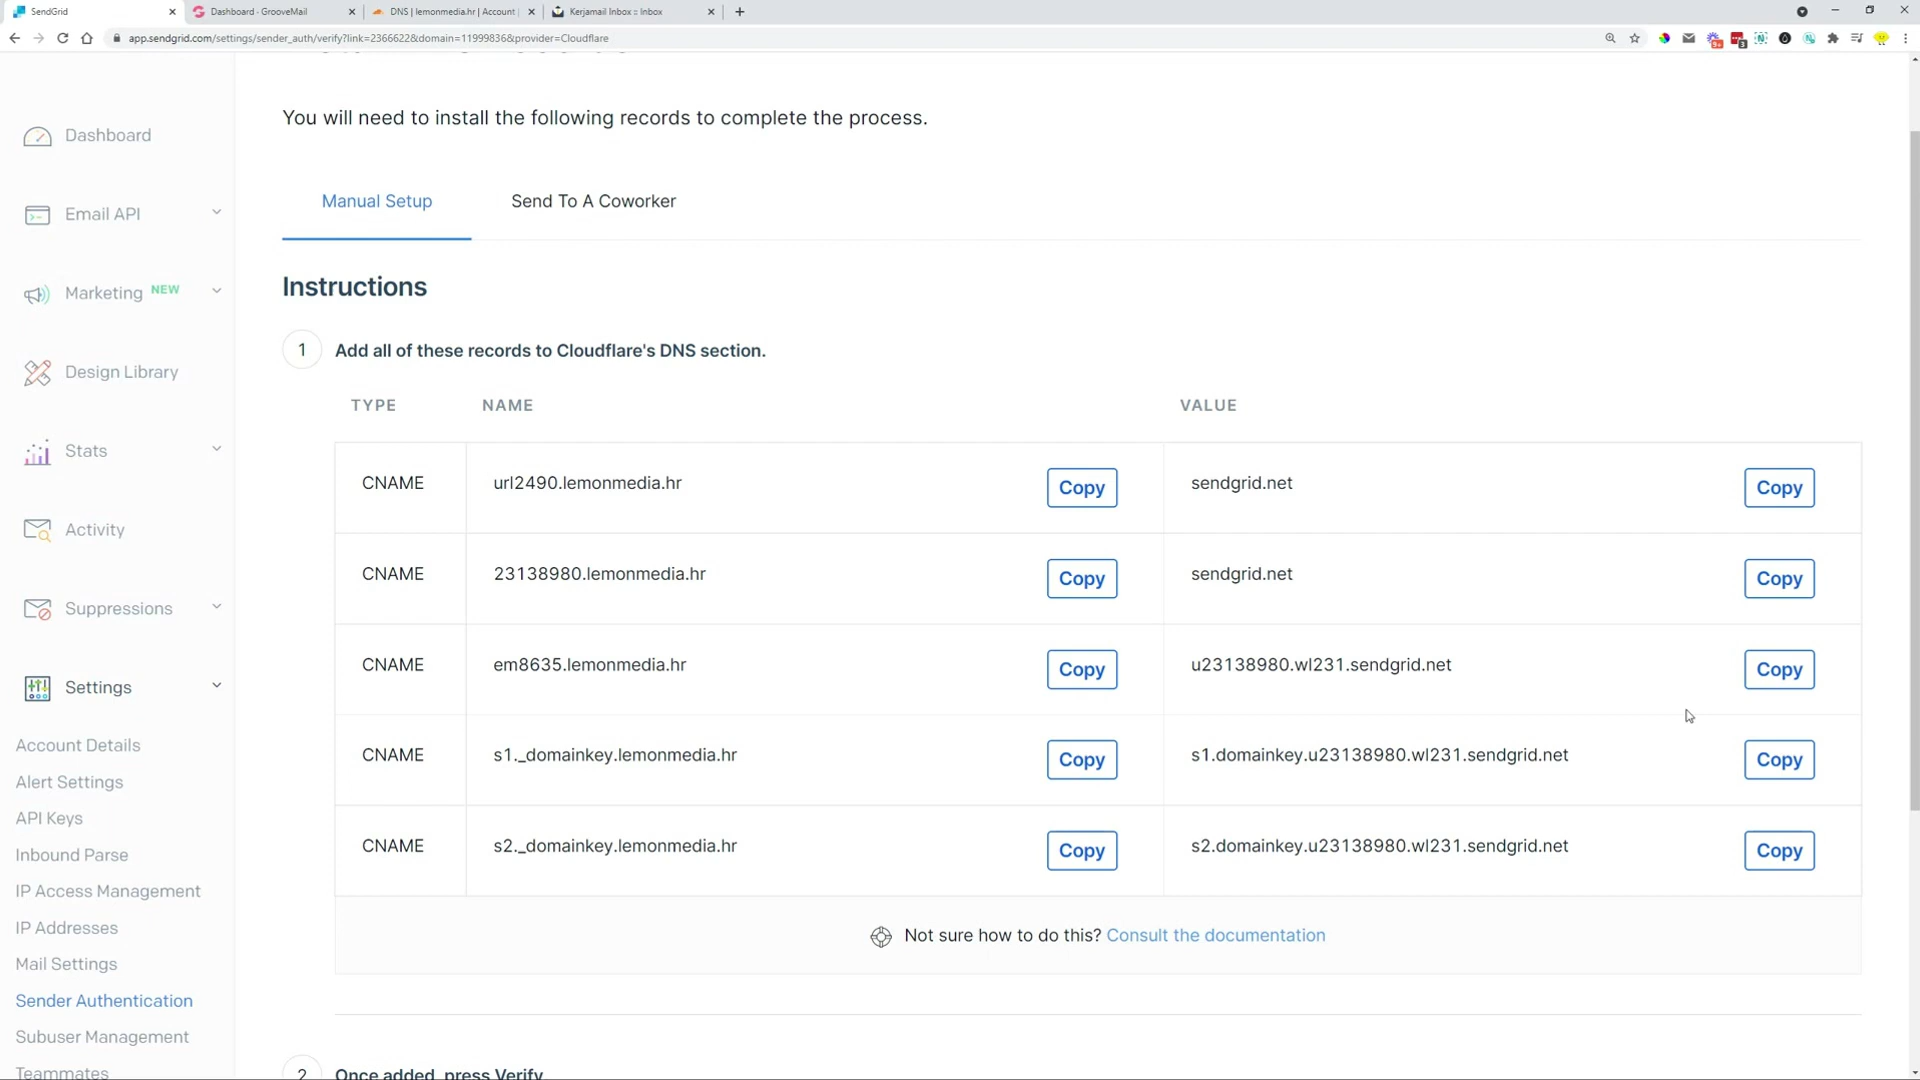 SendGrid
Dashboard - GrooveMail
DNS | lemonmedia.hr | Account
Kerjamail Inbox :: Inbox
app.sendgrid.com/settings/sender_auth/verify?link=2366622&domain=11999836&provider=Cloudflare
You will need to install the following records to complete the process.
Manual Setup
Send To A Coworker
Instructions
1
Add all of these records to Cloudflare's DNS section.
TYPE NAME VALUE
CNAME url2490.lemonmedia.hr Copy sendgrid.net Copy
CNAME 23138980.lemonmedia.hr Copy sendgrid.net Copy
CNAME em8635.lemonmedia.hr Copy u23138980.wl231.sendgrid.net Copy
CNAME s1._domainkey.lemonmedia.hr Copy s1.domainkey.u23138980.wl231.sendgrid.net Copy
CNAME s2._domainkey.lemonmedia.hr Copy s2.domainkey.u23138980.wl231.sendgrid.net Copy
Not sure how to do this? Consult the documentation
2
Once added, press Verify.
Dashboard
Email API
Marketing NEW
Design Library
Stats
Activity
Suppressions
Settings
Account Details
Alert Settings
API Keys
Inbound Parse
IP Access Management
IP Addresses
Mail Settings
Sender Authentication
Subuser Management
Teammates